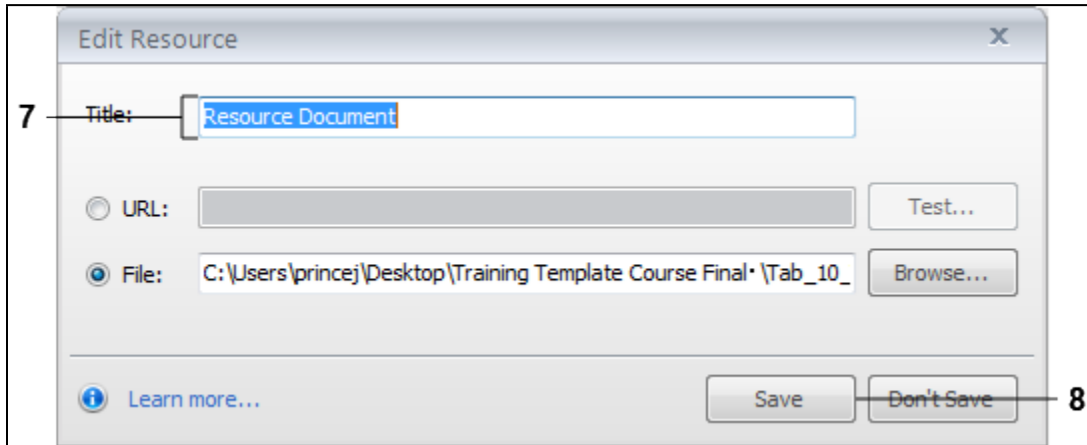 Edit Resource x
7 Title: Resource Document
URL: Test...
File: C:\Users\princej\Desktop\Training Template Course Final· \Tab_10_ Browse...
Learn more... Save Don't Save 8